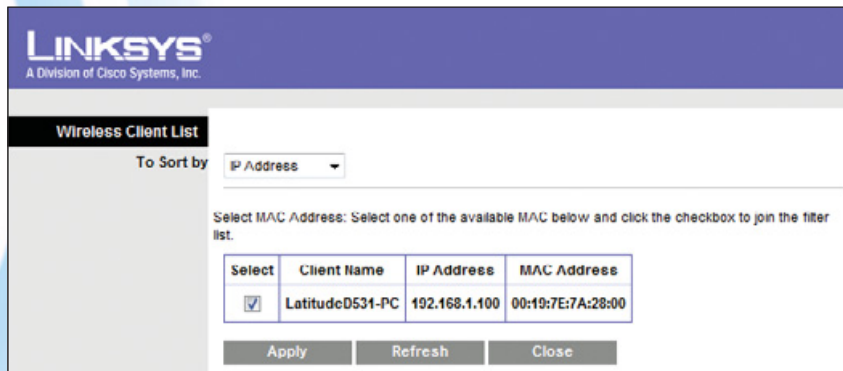 LINKSYS®
A Division of Cisco Systems, Inc.
Wireless Client List
To Sort by IP Address
Select MAC Address: Select one of the available MAC below and click the checkbox to join the filter
list.
Select Client Name IP Address MAC Address
LatitudeD531-PC 192.168.1.100 00:19:7E:7A:28:00
Apply Refresh Close